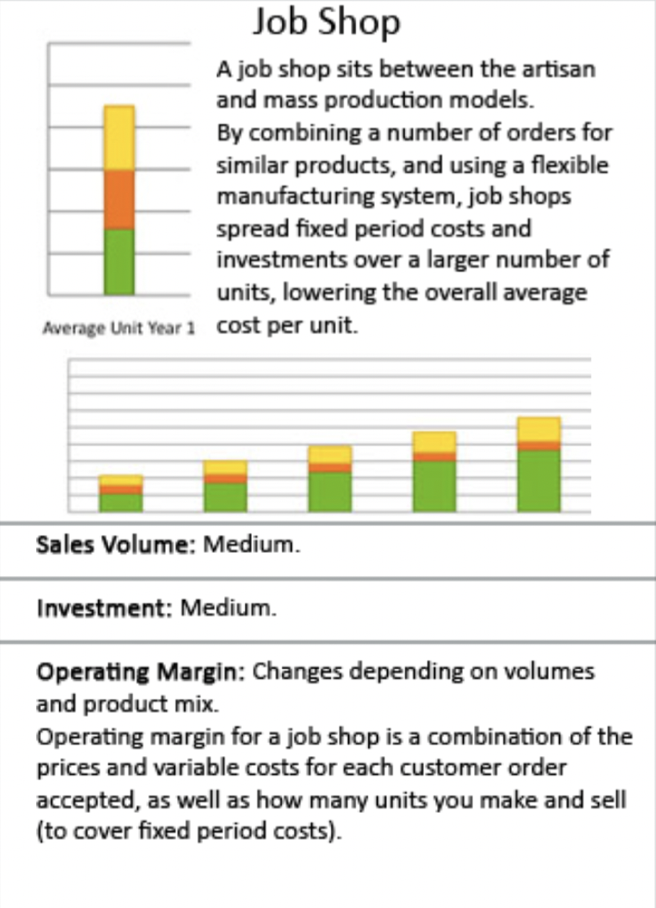 Job Shop
A job shop sits between the artisan
and mass production models.
By combining a number of orders for
similar products, and using a flexible
manufacturing system, job shops
spread fixed period costs and
investments over a larger number of
units, lowering the overall average
cost per unit.
Average Unit Year 1
Sales Volume: Medium.
Investment: Medium.
Operating Margin: Changes depending on volumes
and product mix.
Operating margin for a job shop is a combination of the
prices and variable costs for each customer order
accepted, as well as how many units you make and sell
(to cover fixed period costs).